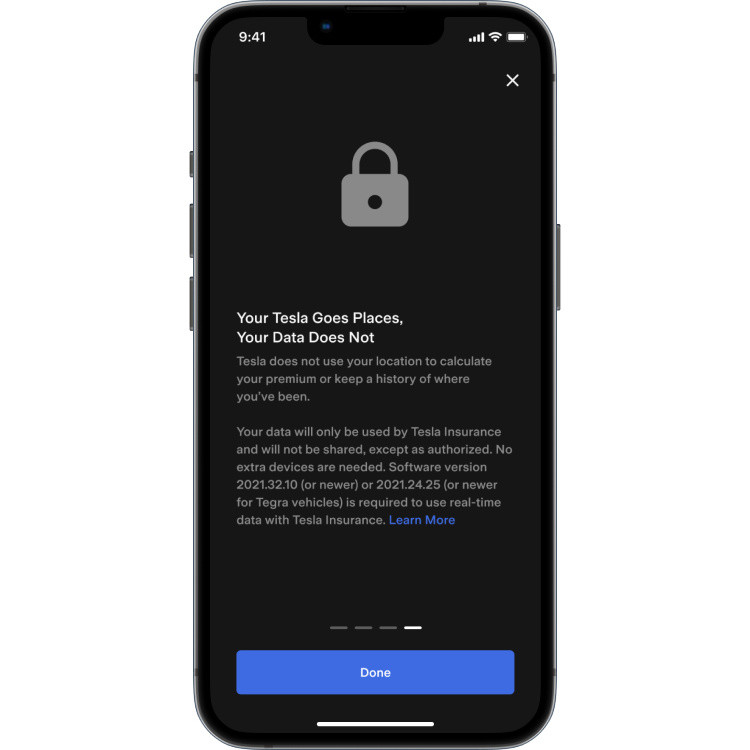 9:41
Your Tesla Goes Places,
Your Data Does Not
Tesla does not use your location to calculate
your premium or keep a history of where
you’ve been.
Your data will only be used by Tesla Insurance
and will not be shared, except as authorized. No
extra devices are needed. Software version
2021.32.10 (or newer) or 2021.24.25 (or newer
for Tegra vehicles) is required to use real-time
data with Tesla Insurance. Learn More
Done